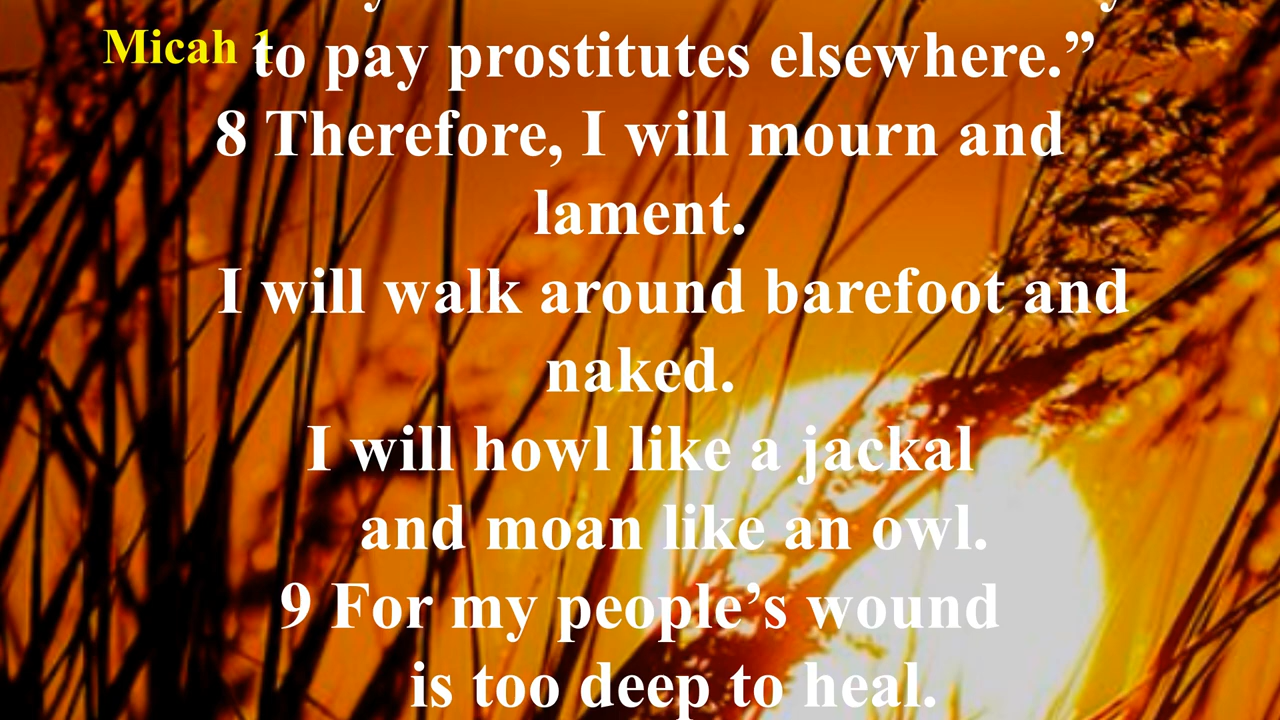 Micah 1
to pay prostitutes elsewhere.”
8 Therefore, I will mourn and
lament.
I will walk around barefoot and
naked.
I will howl like a jackal
and moan like an owl.
9 For my people’s wound
is too deep to heal.